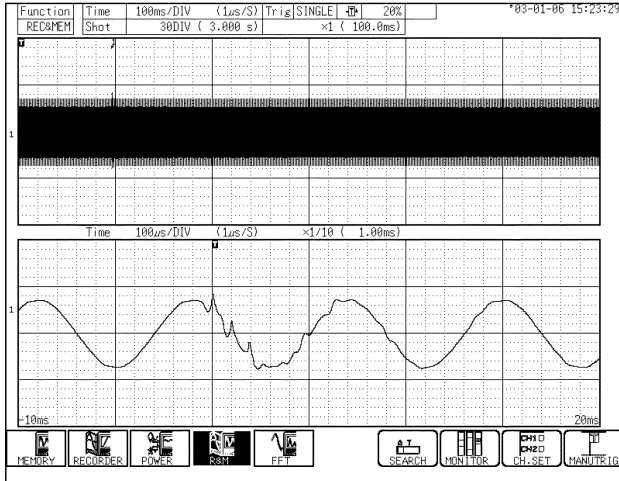 Function Time 100ms/DIV (1µs/S) Trig SINGLE 20% '03-01-06 15:23:29
REC&MEM Shot 30DIV ( 3.000 s) ×1 ( 100.0ms)
T
1
Time 100µs/DIV (1µs/S) ×1/10 ( 1.00ms)
T
1
-10ms 20ms
MEMORY RECORDER POWER R&M FFT SEARCH MONITOR CH.SET MANUTRIG